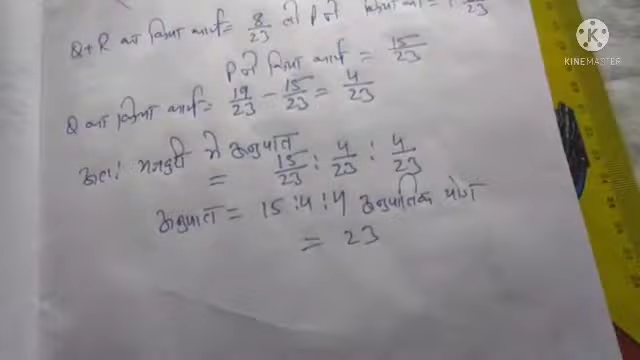 Q+R का किया कार्य = 8/23 तो P ने किया का
23
P ने किया कार्य = 15/23
Q का किया कार्य = 19/23 - 15/23 = 4/23
अतः मजदूरी में अनुपात
= 15/23 : 4/23 : 4/23
अनुपात = 15:4:4 अनुपातिक योग
= 23
KINEMASTER